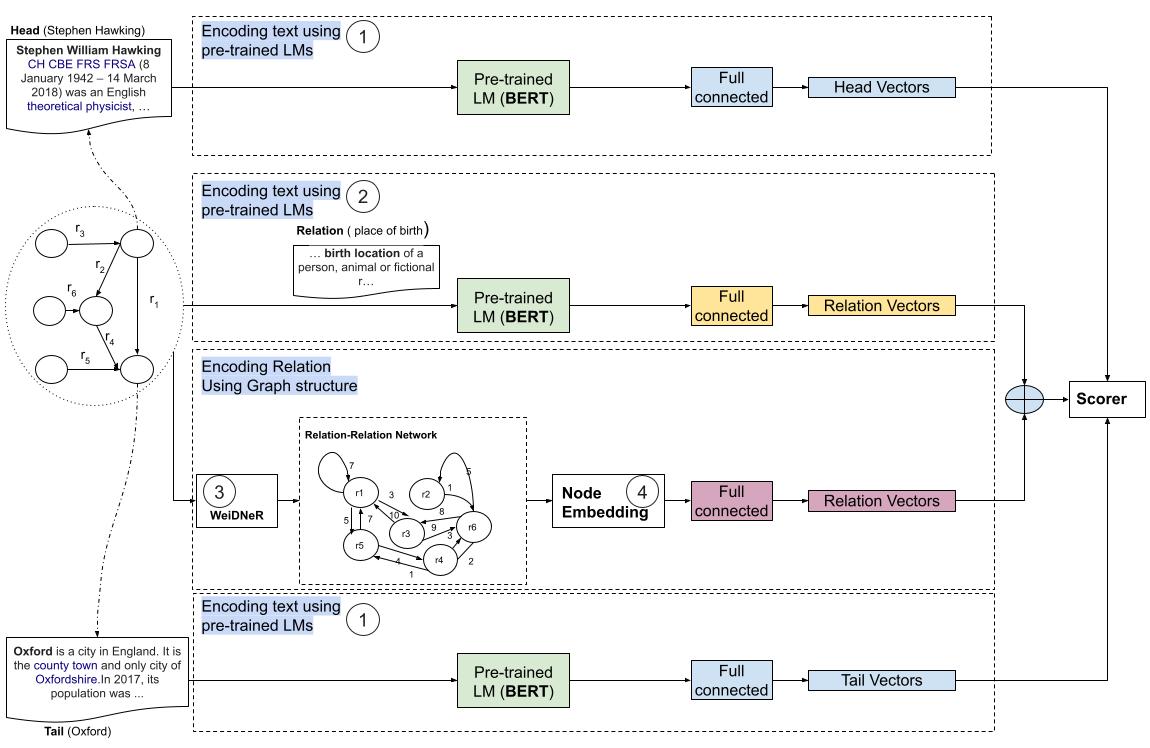 Head (Stephen Hawking)
Stephen William Hawking
CH CBE FRS FRSA (8
January 1942 – 14 March
2018) was an English
theoretical physicist, …
Encoding text using
pre-trained LMs
1
Pre-trained
LM (BERT)
Full
connected
Head Vectors
Encoding text using
pre-trained LMs
2
Relation ( place of birth)
… birth location of a
person, animal or fictional
r…
Pre-trained
LM (BERT)
Full
connected
Relation Vectors
r3
r2
r6
r1
r4
r5
Encoding Relation
Using Graph structure
3
WeiDNeR
Relation-Relation Network
7
5
r1
3
r2
1
10
8
5
7
r3
9
3
r6
r5
4
r4
2
1
Node
Embedding
4
Full
connected
Relation Vectors
Scorer
Encoding text using
pre-trained LMs
1
Oxford is a city in England. It is
the county town and only city of
Oxfordshire.In 2017, its
population was ...
Tail (Oxford)
Pre-trained
LM (BERT)
Full
connected
Tail Vectors